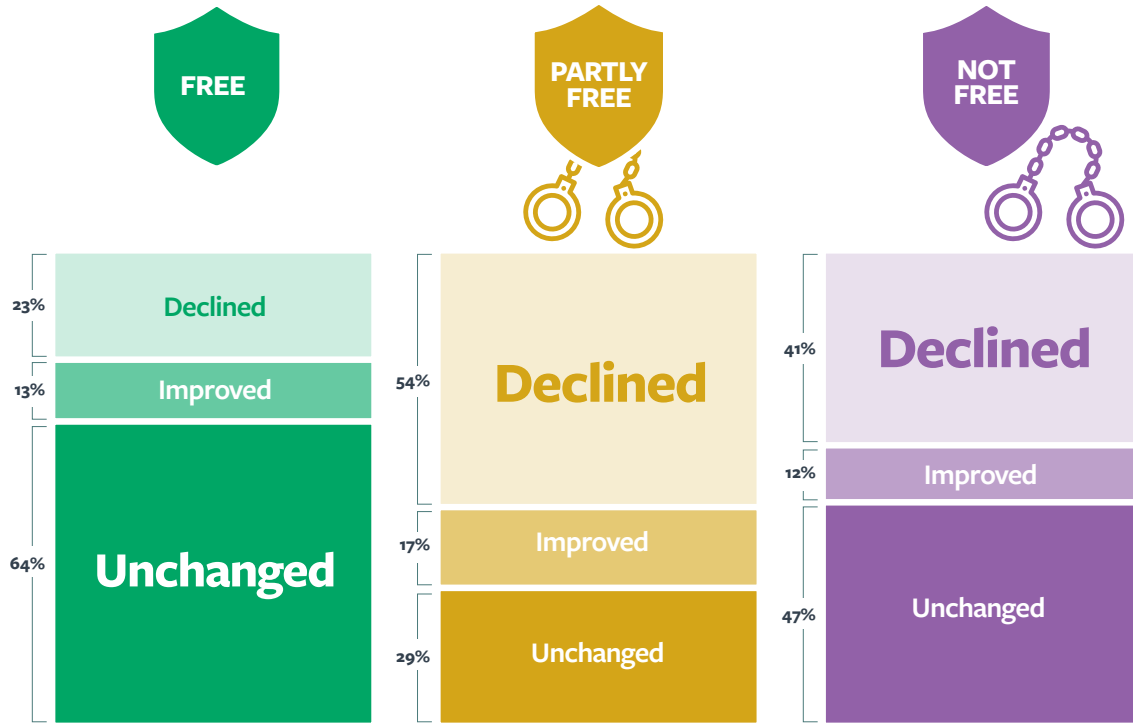 FREE
23%
Declined
13%
Improved
64%
Unchanged
PARTLY
FREE
54%
Declined
17%
Improved
29%
Unchanged
NOT
FREE
41%
Declined
12%
Improved
47%
Unchanged